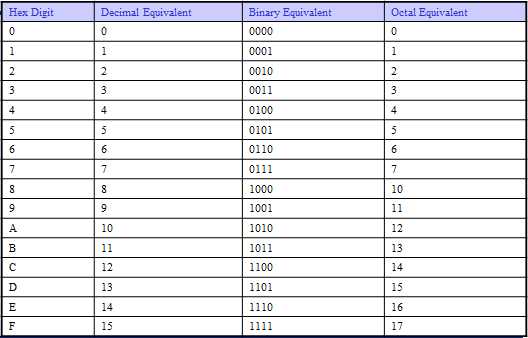 Hex Digit Decimal Equivalent Binary Equivalent Octal Equivalent
0 0 0000 0
1 1 0001 1
2 2 0010 2
3 3 0011 3
4 4 0100 4
5 5 0101 5
6 6 0110 6
7 7 0111 7
8 8 1000 10
9 9 1001 11
A 10 1010 12
B 11 1011 13
C 12 1100 14
D 13 1101 15
E 14 1110 16
F 15 1111 17